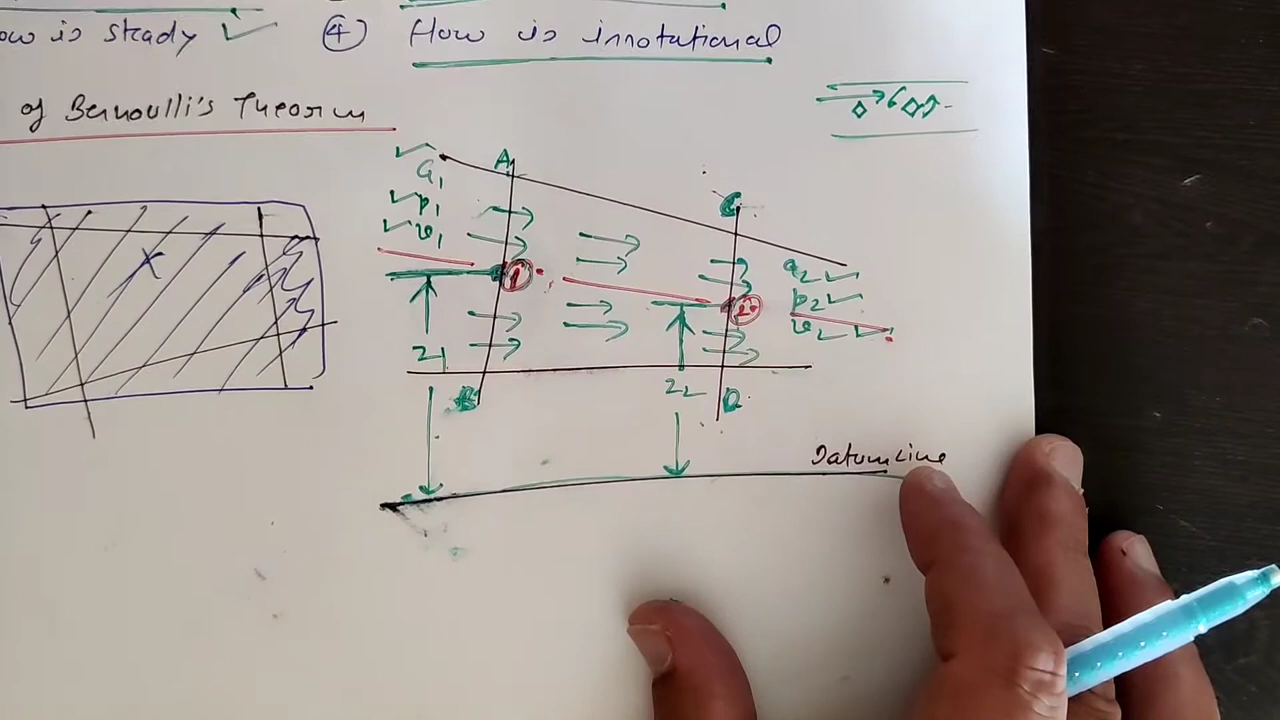 ow is steady ✓ ④ Flow is irrotational
of Bernoulli's Theorem
✓ a₁ A
✓ p₁ C
✓ v₁
a₂ ✓
① p₂ ✓
② v₂ ✓
z₁
z₂
B D
Datum Line